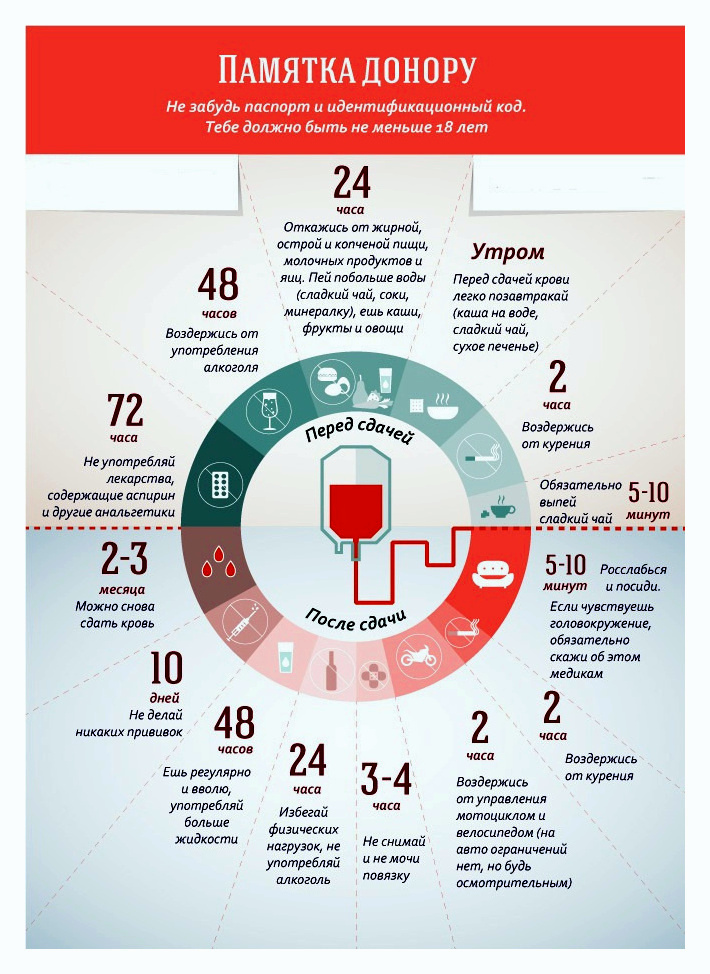 Памятка донору
Не забудь паспорт и идентификационный код.
Тебе должно быть не меньше 18 лет
24
часа
Откажись от жирной,
острой и копченой пищи,
молочных продуктов и
яиц. Пей побольше воды
(сладкий чай, соки,
минералку), ешь каши,
фрукты и овощи
Утром
Перед сдачей крови
легко позавтракай
(каша на воде,
сладкий чай,
сухое печенье)
48
часов
Воздержись от
употребления
алкоголя
2
часа
Воздержись
от курения
72
часа
Не употребляй
лекарства,
содержащие аспирин
и другие анальгетики
Обязательно
выпей
сладкий чай
5-10
минут
Перед сдачей
После сдачи
2-3
месяца
Можно снова
сдать кровь
5-10
минут
Росслабься
и посиди.
Если чувствуешь
головокружение,
обязательно
скажи об этом
медикам
10
дней
Не делай
никаких прививок
48
часов
Ешь регулярно
и вволю,
употребляй
больше
жидкости
24
часа
Избегай
физических
нагрузок, не
употребляй
алкоголь
3-4
часа
Не снимай
и не мочи
повязку
2
часа
Воздержись
от управления
мотоциклом и
велосипедом (на
авто ограничений
нет, но будь
осмотрительным)
2
часа
Воздержись
от курения